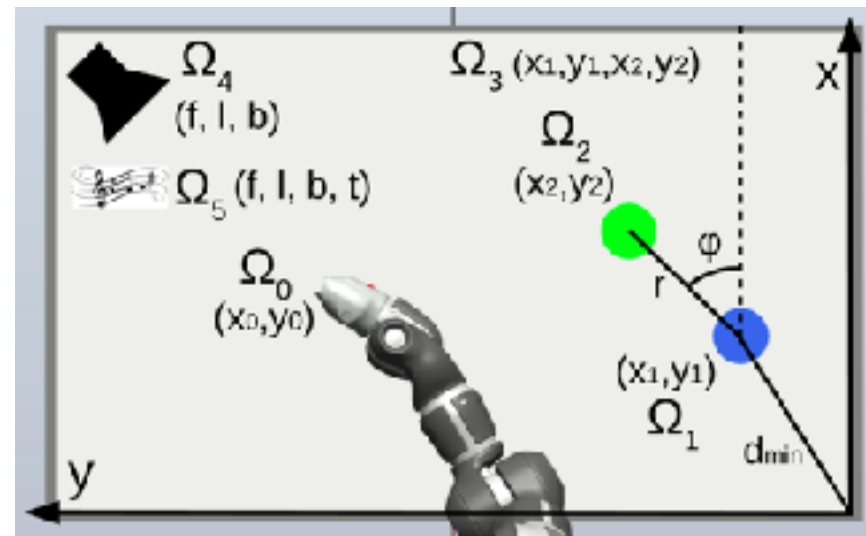 Ω4
(f, l, b)
Ω3 (x1,y1,x2,y2)
x
Ω2
(x2,y2)
Ω5 (f, l, b, t)
φ
r
Ω0
(x0,y0)
(x1,y1)
Ω1
dmin
y